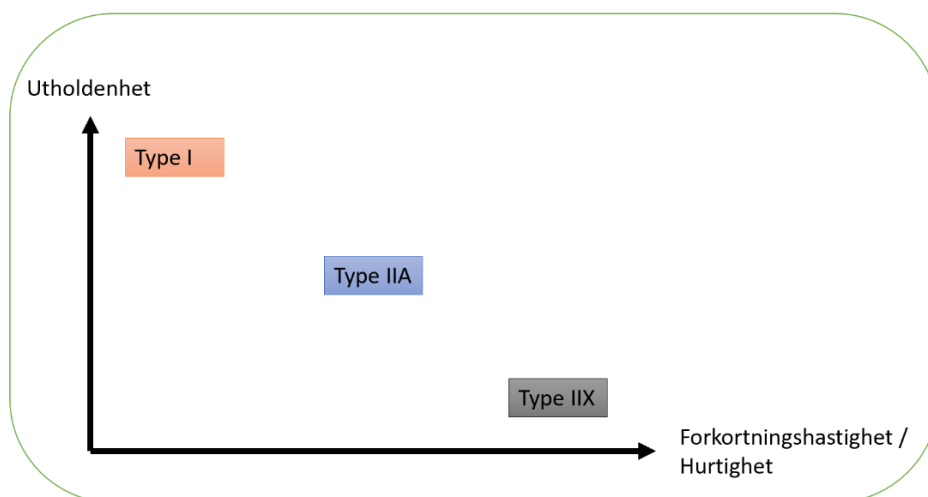 Utholdenhet
Type I
Type IIA
Type IIX
Forkortningshastighet /
Hurtighet